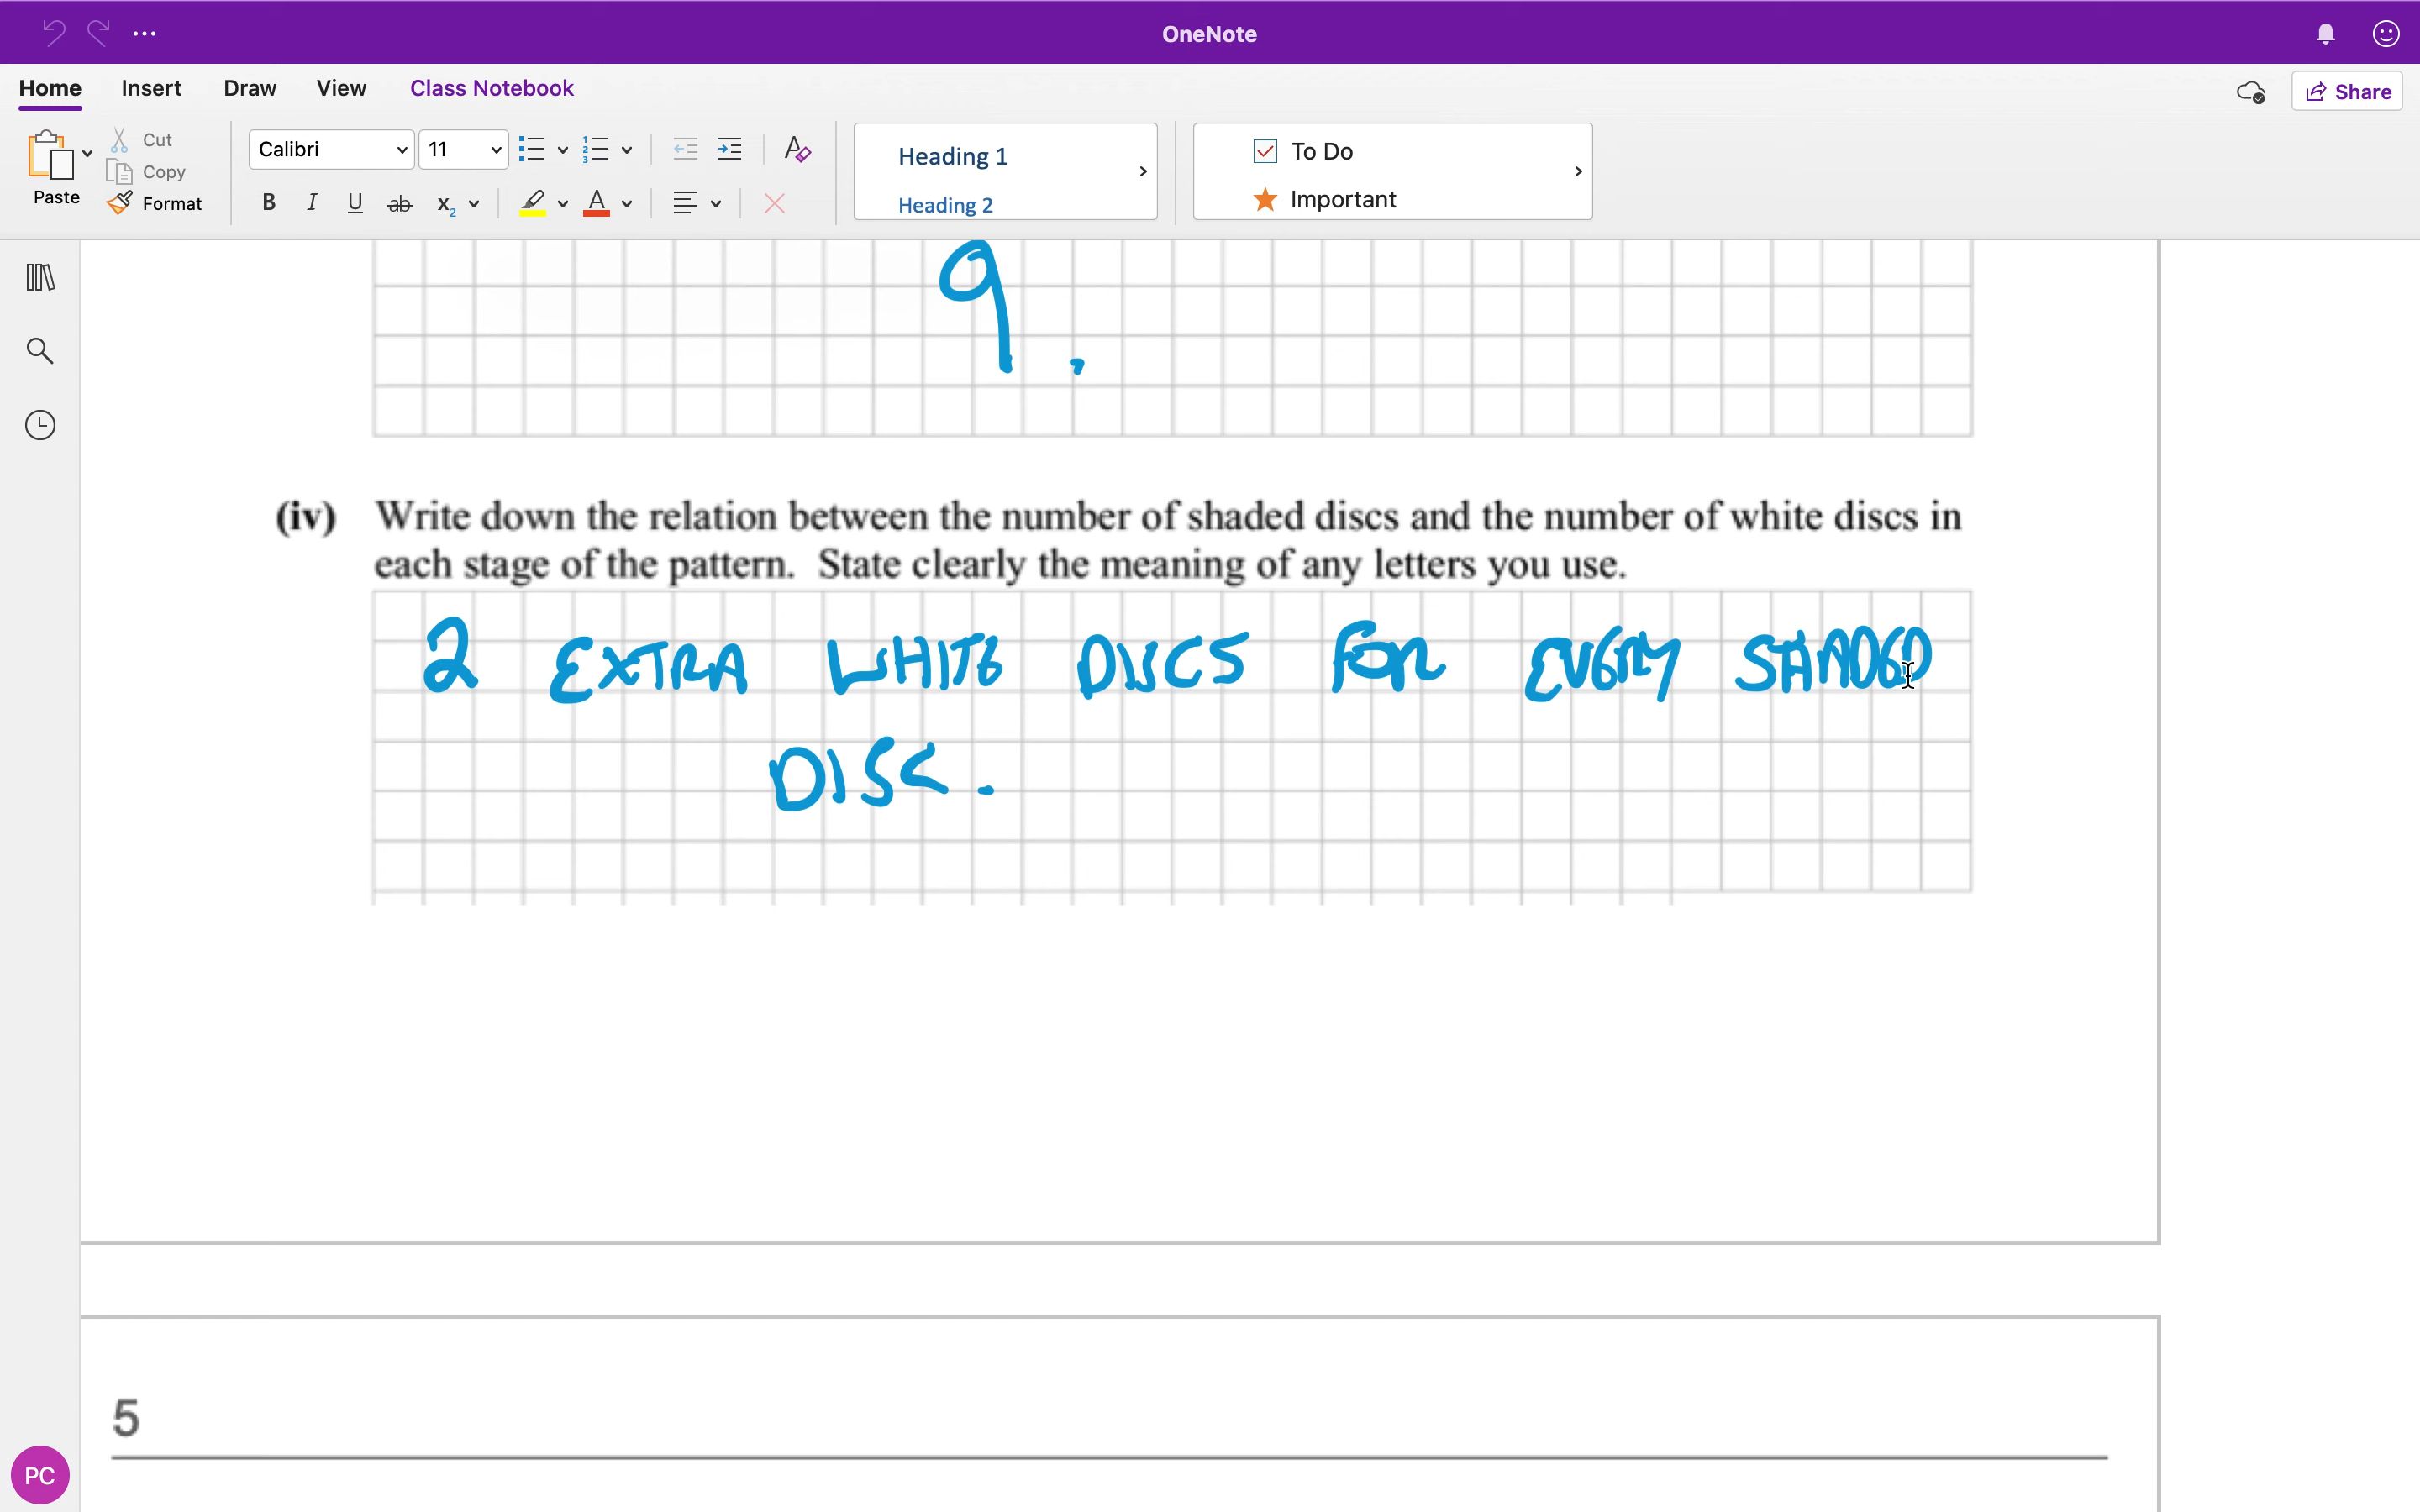 OneNote
Home Insert Draw View Class Notebook Share
Paste Cut Copy Format
Calibri 11
B I U ab x2 A
Heading 1
Heading 2
To Do
Important
9.
(iv) Write down the relation between the number of shaded discs and the number of white discs in
each stage of the pattern. State clearly the meaning of any letters you use.
2 EXTRA WHITE DISCS FOR EVERY SHADED
DISC.
5
PC